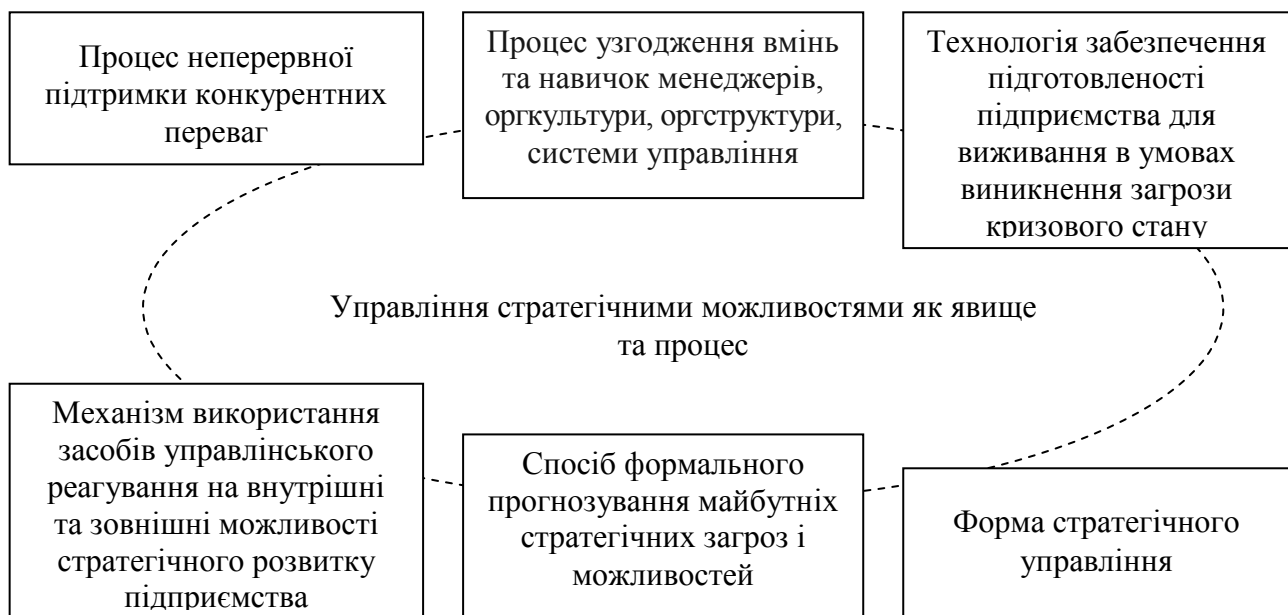 Процес неперервної
підтримки конкурентних
переваг
Процес узгодження вмінь
та навичок менеджерів,
оргкультури, оргструктури,
системи управління
Технологія забезпечення
підготовленості
підприємства для
виживання в умовах
виникнення загрози
кризового стану
Управління стратегічними можливостями як явище
та процес
Механізм використання
засобів управлінського
реагування на внутрішні
та зовнішні можливості
стратегічного розвитку
підприємства
Спосіб формального
прогнозування майбутніх
стратегічних загроз і
можливостей
Форма стратегічного
управління